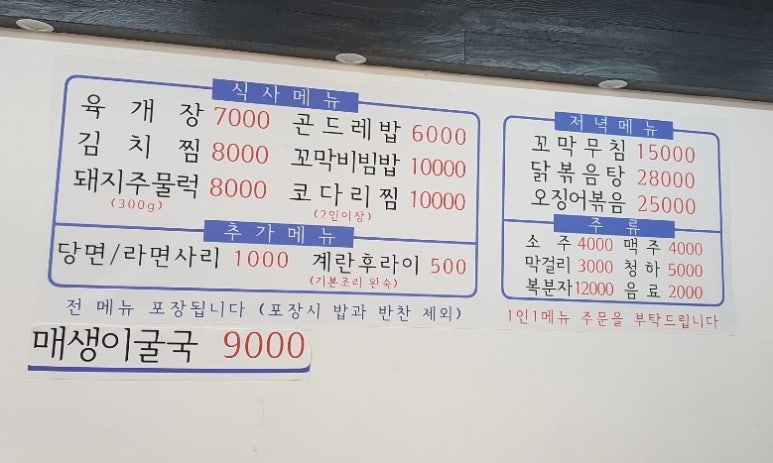 식사메뉴
육개장 7000 곤드레밥 6000
김치찜 8000 꼬막비빔밥 10000
돼지주물럭 8000 코다리찜 10000
(300g) (2인이상)
추가메뉴
당면/라면사리 1000 계란후라이 500
(기본조리 완숙)
전 메뉴 포장됩니다 (포장시 밥과 반찬 제외)
매생이굴국 9000
저녁메뉴
꼬막무침 15000
닭볶음탕 28000
오징어볶음 25000
주류
소주 4000 맥주 4000
막걸리 3000 청하 5000
복분자 12000 음료 2000
1인1메뉴 주문을 부탁드립니다